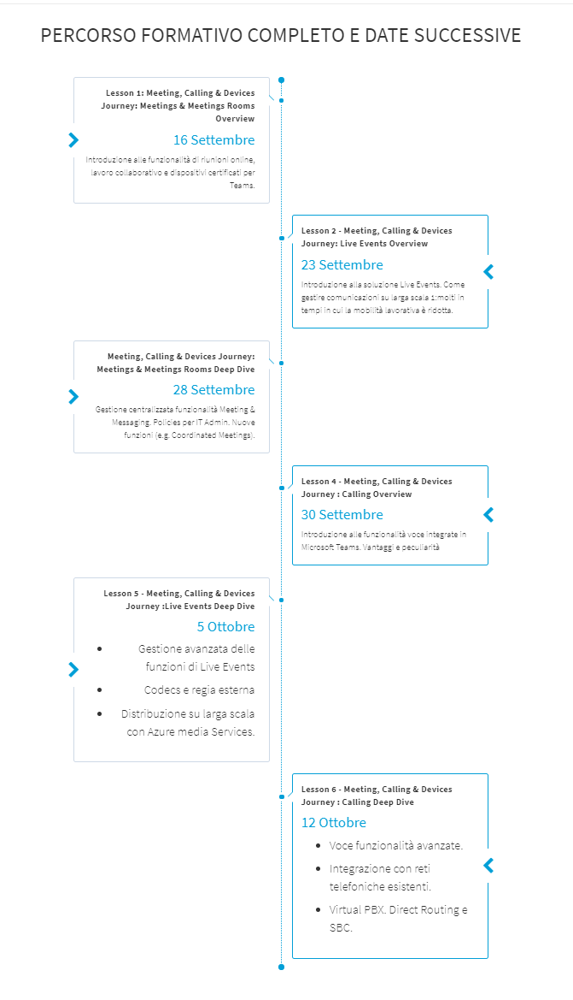 PERCORSO FORMATIVO COMPLETO E DATE SUCCESSIVE
Lesson 1: Meeting, Calling & Devices
Journey: Meetings & Meetings Rooms
Overview
16 Settembre
Introduzione alle funzionalità di riunioni online,
lavoro collaborativo e dispositivi certificati per
Teams.
Lesson 2 - Meeting, Calling & Devices
Journey: Live Events Overview
23 Settembre
Introduzione alla soluzione Live Events. Come
gestire comunicazioni su larga scala 1:molti in
tempi in cui la mobilità lavorativa è ridotta.
Meeting, Calling & Devices Journey:
Meetings & Meetings Rooms Deep Dive
28 Settembre
Gestione centralizzata funzionalità Meeting &
Messaging. Policies per IT Admin. Nuove
funzioni (e.g. Coordinated Meetings).
Lesson 4 - Meeting, Calling & Devices
Journey : Calling Overview
30 Settembre
Introduzione alle funzionalità voce integrate in
Microsoft Teams. Vantaggi e peculiarità
Lesson 5 - Meeting, Calling & Devices
Journey :Live Events Deep Dive
5 Ottobre
• Gestione avanzata delle
funzioni di Live Events
• Codecs e regia esterna
• Distribuzione su larga scala
con Azure media Services.
Lesson 6 - Meeting, Calling & Devices
Journey : Calling Deep Dive
12 Ottobre
• Voce funzionalità avanzate.
• Integrazione con reti
telefoniche esistenti.
• Virtual PBX. Direct Routing e
SBC.